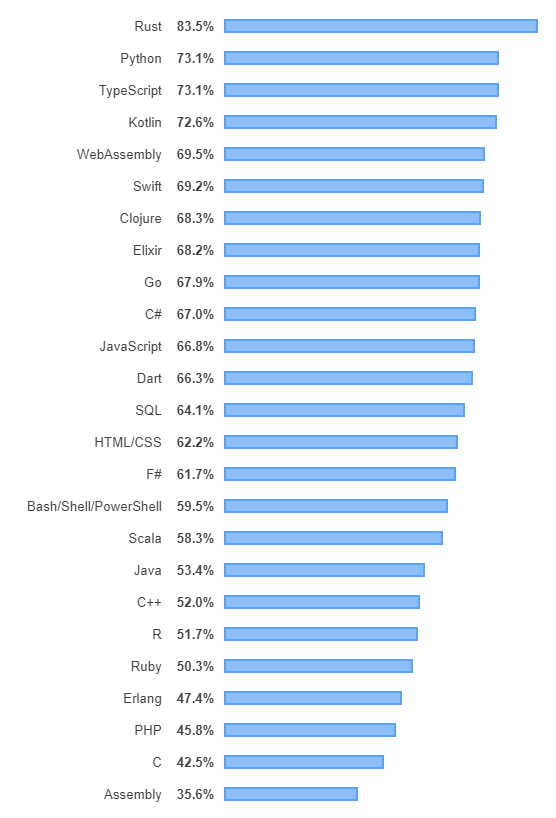 Rust 83.5%
Python 73.1%
TypeScript 73.1%
Kotlin 72.6%
WebAssembly 69.5%
Swift 69.2%
Clojure 68.3%
Elixir 68.2%
Go 67.9%
C# 67.0%
JavaScript 66.8%
Dart 66.3%
SQL 64.1%
HTML/CSS 62.2%
F# 61.7%
Bash/Shell/PowerShell 59.5%
Scala 58.3%
Java 53.4%
C++ 52.0%
R 51.7%
Ruby 50.3%
Erlang 47.4%
PHP 45.8%
C 42.5%
Assembly 35.6%